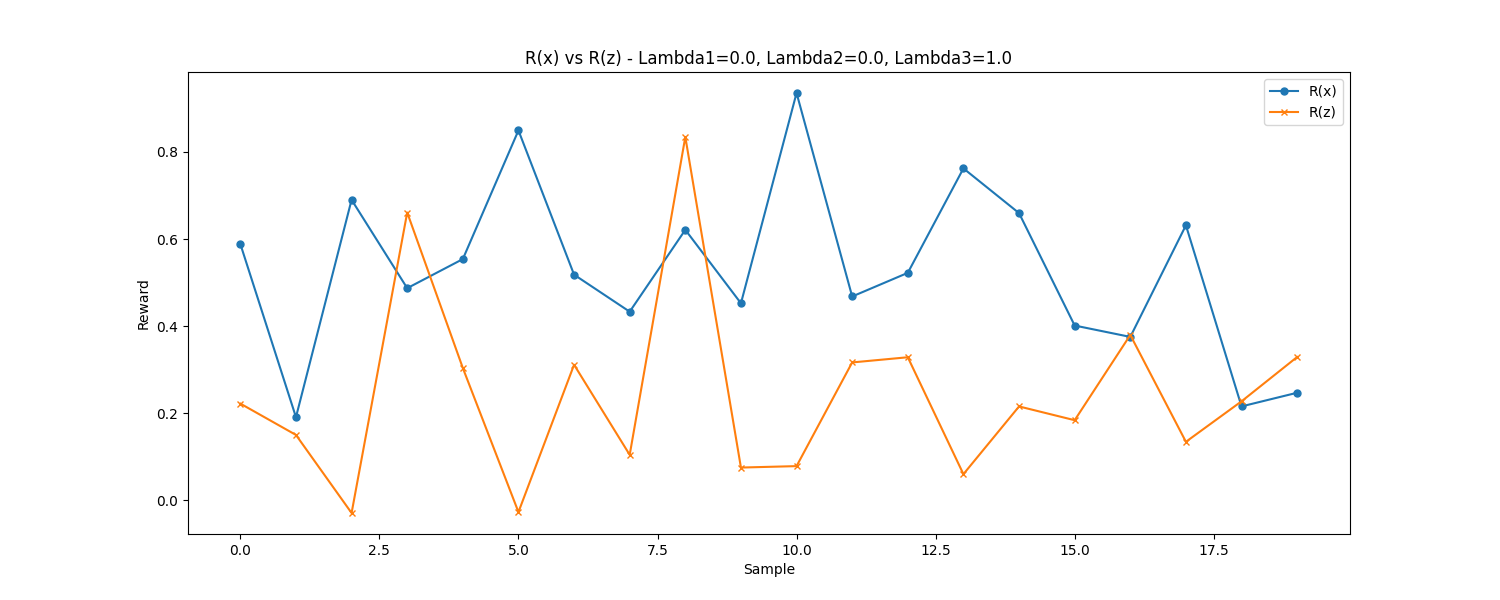 R(x) vs R(z) - Lambda1=0.0, Lambda2=0.0, Lambda3=1.0
R(x)
R(z)
Reward
0.8
0.6
0.4
0.2
0.0
0.0 2.5 5.0 7.5 10.0 12.5 15.0 17.5
Sample